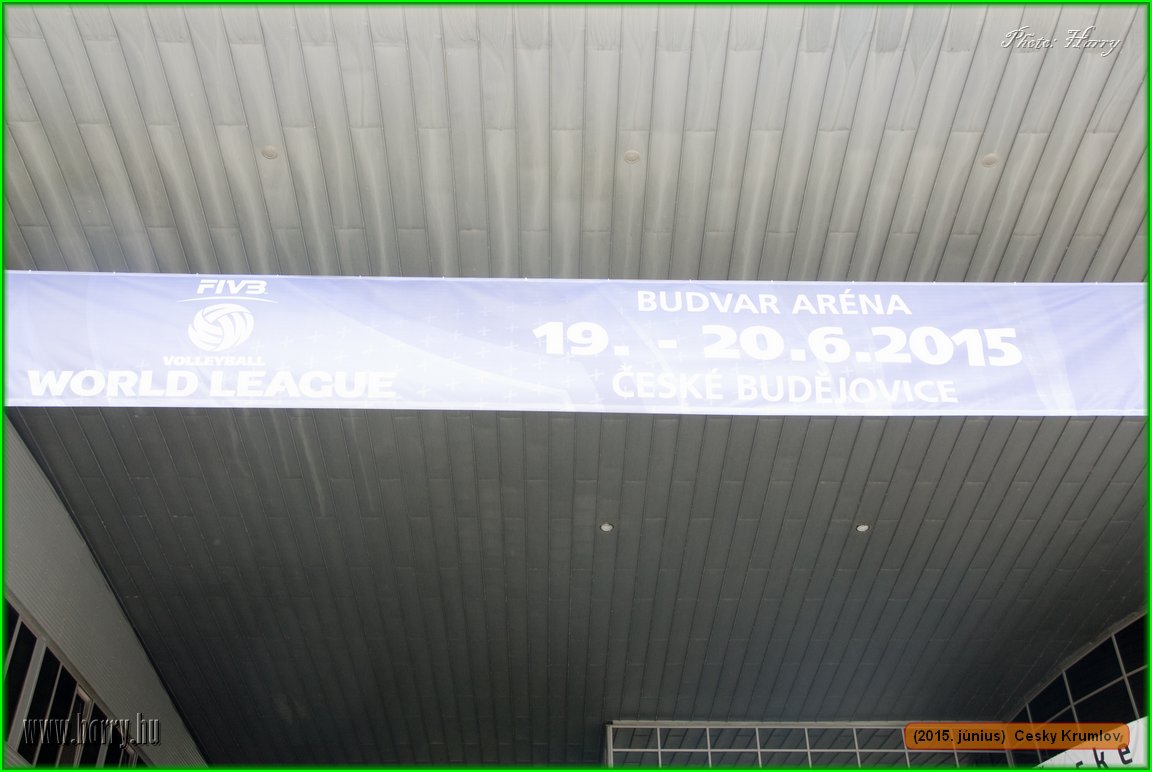 Photo: Harry
FIVB
VOLLEYBALL
WORLD LEAGUE
BUDVAR ARÉNA
19. - 20.6.2015
ČESKÉ BUDĚJOVICE
www.harry.hu
(2015. június) Cesky Krumlov